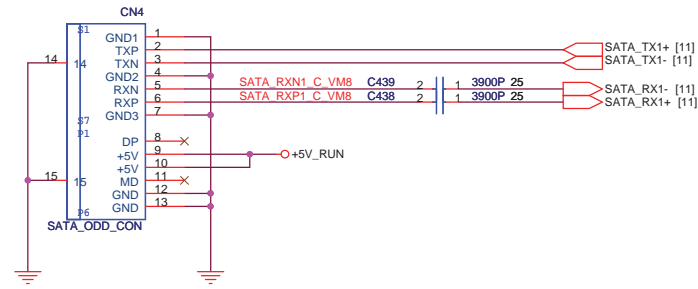 CN4
S1
GND1 1
TXP 2 SATA_TX1+ [11]
14 14 TXN 3 SATA_TX1- [11]
GND2 4
RXN 5 SATA_RXN1_C_VM8 C439 2 1 3900P 25 SATA_RX1- [11]
RXP 6 SATA_RXP1_C_VM8 C438 2 1 3900P 25 SATA_RX1+ [11]
S7 GND3 7
P1
DP 8
+5V 9 +5V_RUN
+5V 10
15 15 MD 11
GND 12
P6 GND 13
SATA_ODD_CON